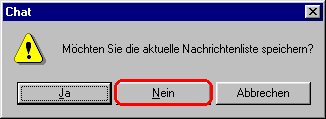 Chat
Möchten Sie die aktuelle Nachrichtenliste speichern?
Ja
Nein
Abbrechen